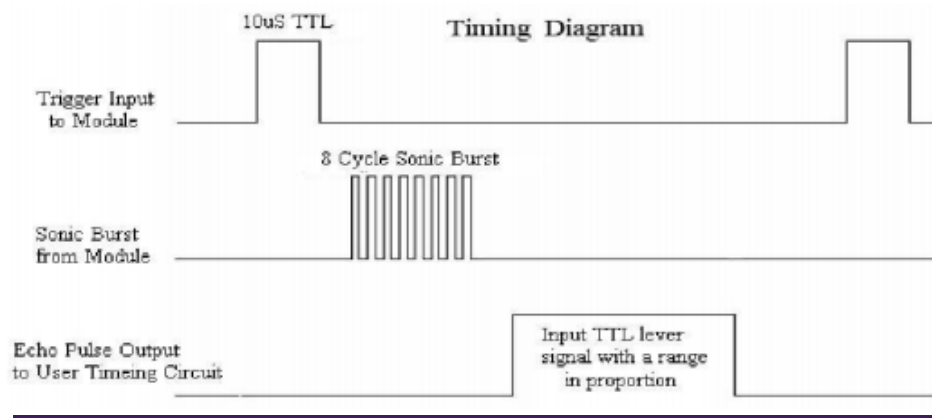 10uS TTL
Timing Diagram
Trigger Input
to Module
8 Cycle Sonic Burst
Sonic Burst
from Module
Echo Pulse Output
to User Timeing Circuit
Input TTL lever
signal with a range
in proportion